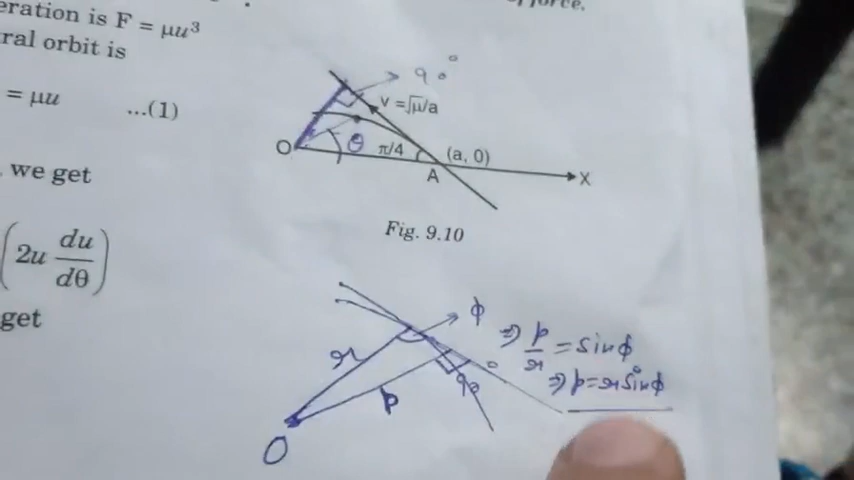 eration is F = μu³
force.
ral orbit is
= μu ...(1)
we get
(2u du/dθ)
get
90°
v = √μ/a
O
θ
π/4
(a, 0)
A
X
Fig. 9.10
ϕ
⇒ p/r = sinϕ
⇒ p = r sinϕ
r
90°
p
O